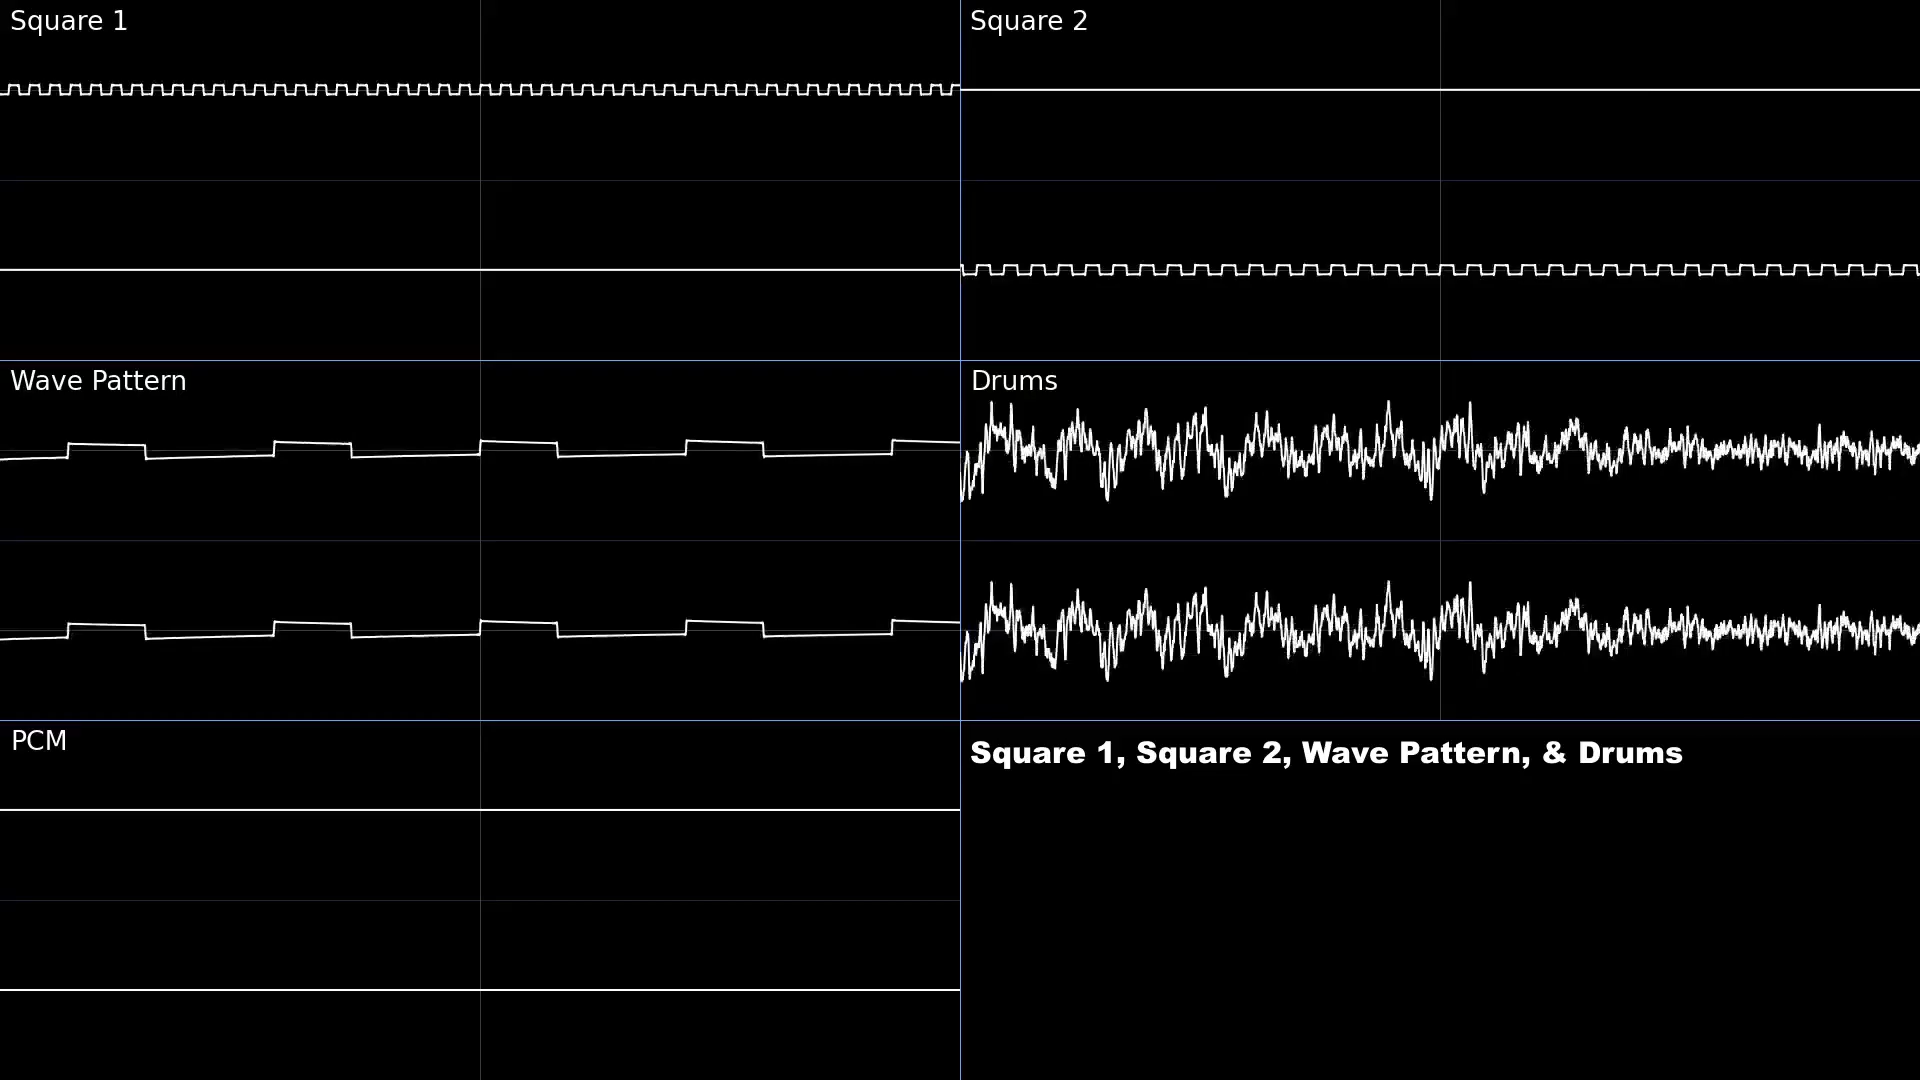 Square 1
Square 2
Wave Pattern
Drums
PCM
Square 1, Square 2, Wave Pattern, & Drums